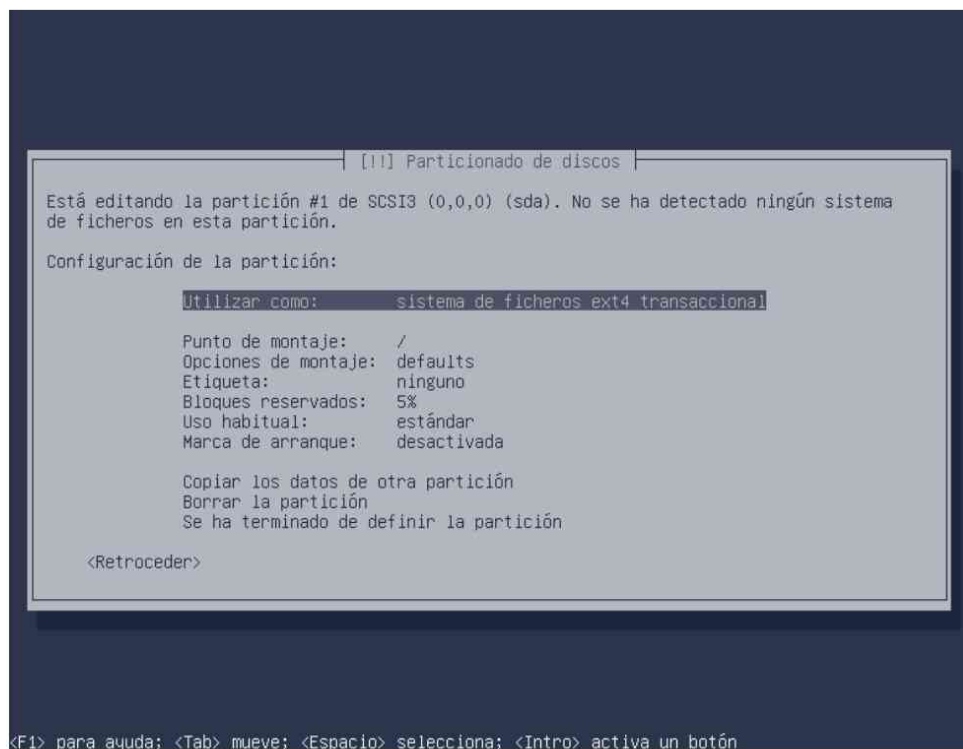 [!!] Particionado de discos
Está editando la partición #1 de SCSI3 (0,0,0) (sda). No se ha detectado ningún sistema
de ficheros en esta partición.
Configuración de la partición:
Utilizar como: sistema de ficheros ext4 transaccional
Punto de montaje: /
Opciones de montaje: defaults
Etiqueta: ninguno
Bloques reservados: 5%
Uso habitual: estándar
Marca de arranque: desactivada
Copiar los datos de otra partición
Borrar la partición
Se ha terminado de definir la partición
<Retroceder>
<F1> para ayuda; <Tab> mueve; <Espacio> selecciona; <Intro> activa un botón